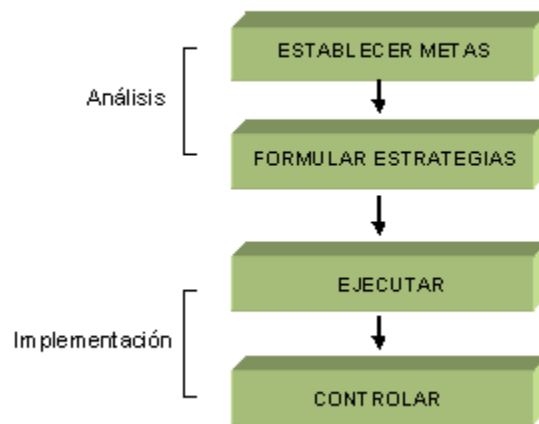 ESTABLECER METAS
Análisis
FORMULAR ESTRATEGIAS
EJECUTAR
Implementación
CONTROLAR